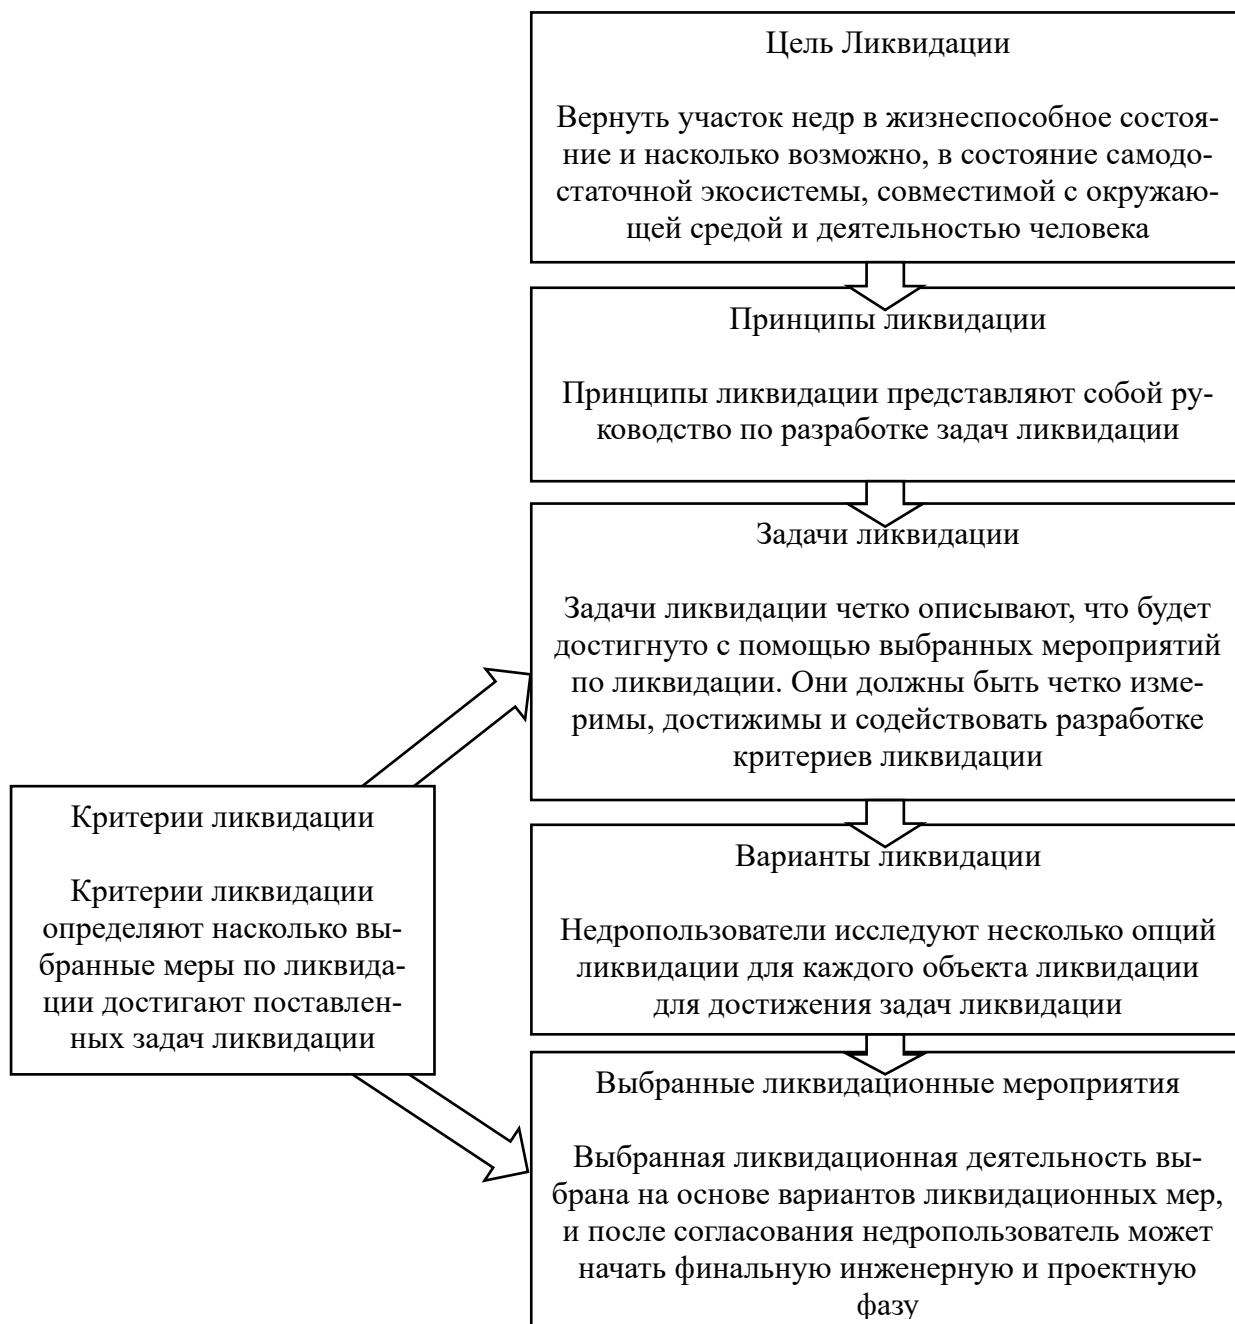 Цель Ликвидации
Вернуть участок недр в жизнеспособное состоя-
ние и насколько возможно, в состояние самодо-
статочной экосистемы, совместимой с окружаю-
щей средой и деятельностью человека
Принципы ликвидации
Принципы ликвидации представляют собой ру-
ководство по разработке задач ликвидации
Задачи ликвидации
Задачи ликвидации четко описывают, что будет
достигнуто с помощью выбранных мероприятий
по ликвидации. Они должны быть четко изме-
римы, достижимы и содействовать разработке
критериев ликвидации
Критерии ликвидации
Критерии ликвидации
определяют насколько вы-
бранные меры по ликвида-
ции достигают поставлен-
ных задач ликвидации
Варианты ликвидации
Недропользователи исследуют несколько опций
ликвидации для каждого объекта ликвидации
для достижения задач ликвидации
Выбранные ликвидационные мероприятия
Выбранная ликвидационная деятельность вы-
брана на основе вариантов ликвидационных мер,
и после согласования недропользователь может
начать финальную инженерную и проектную
фазу